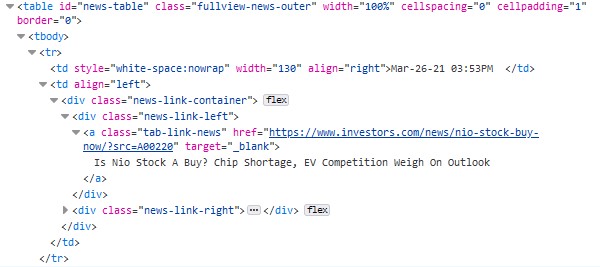 <table id="news-table" class="fullview-news-outer" width="100%" cellspacing="0" cellpadding="1"
border="0">
<tbody>
<tr>
<td style="white-space:nowrap" width="130" align="right">Mar-26-21 03:53PM  </td>
<td align="left">
<div class="news-link-container"> flex
<div class="news-link-left">
<a class="tab-link-news" href="https://www.investors.com/news/nio-stock-buy-
now/?src=A00220" target="_blank">
Is Nio Stock A Buy? Chip Shortage, EV Competition Weigh On Outlook
</a>
</div>
<div class="news-link-right"> ••• </div> flex
</div>
</td>
</tr>